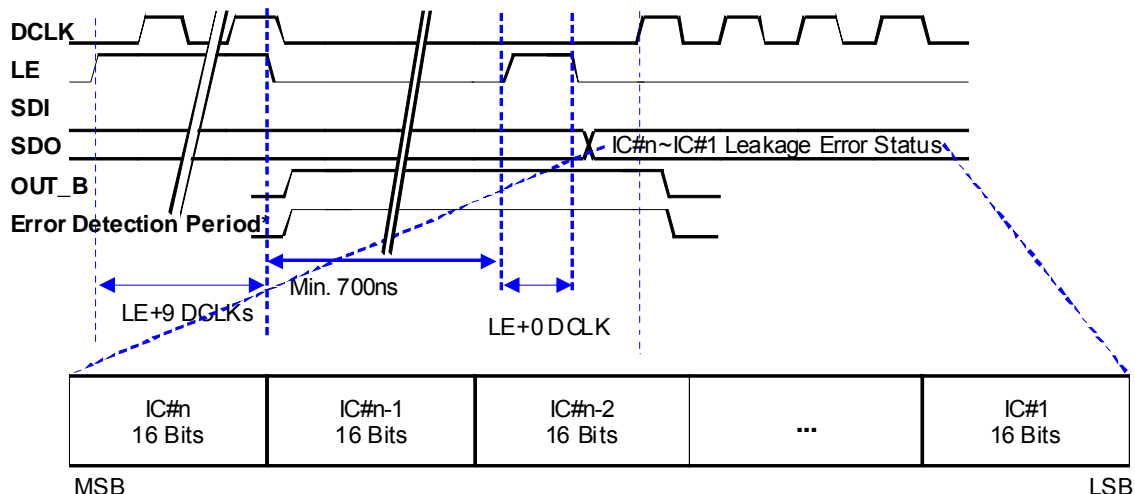 DCLK
LE
SDI
SDO
IC#n~IC#1 Leakage Error Status
OUT_B
Error Detection Period*
Min. 700ns
LE+9 DCLKs
LE+0 DCLK
IC#n
16 Bits
IC#n-1
16 Bits
IC#n-2
16 Bits
...
IC#1
16 Bits
MSB
LSB